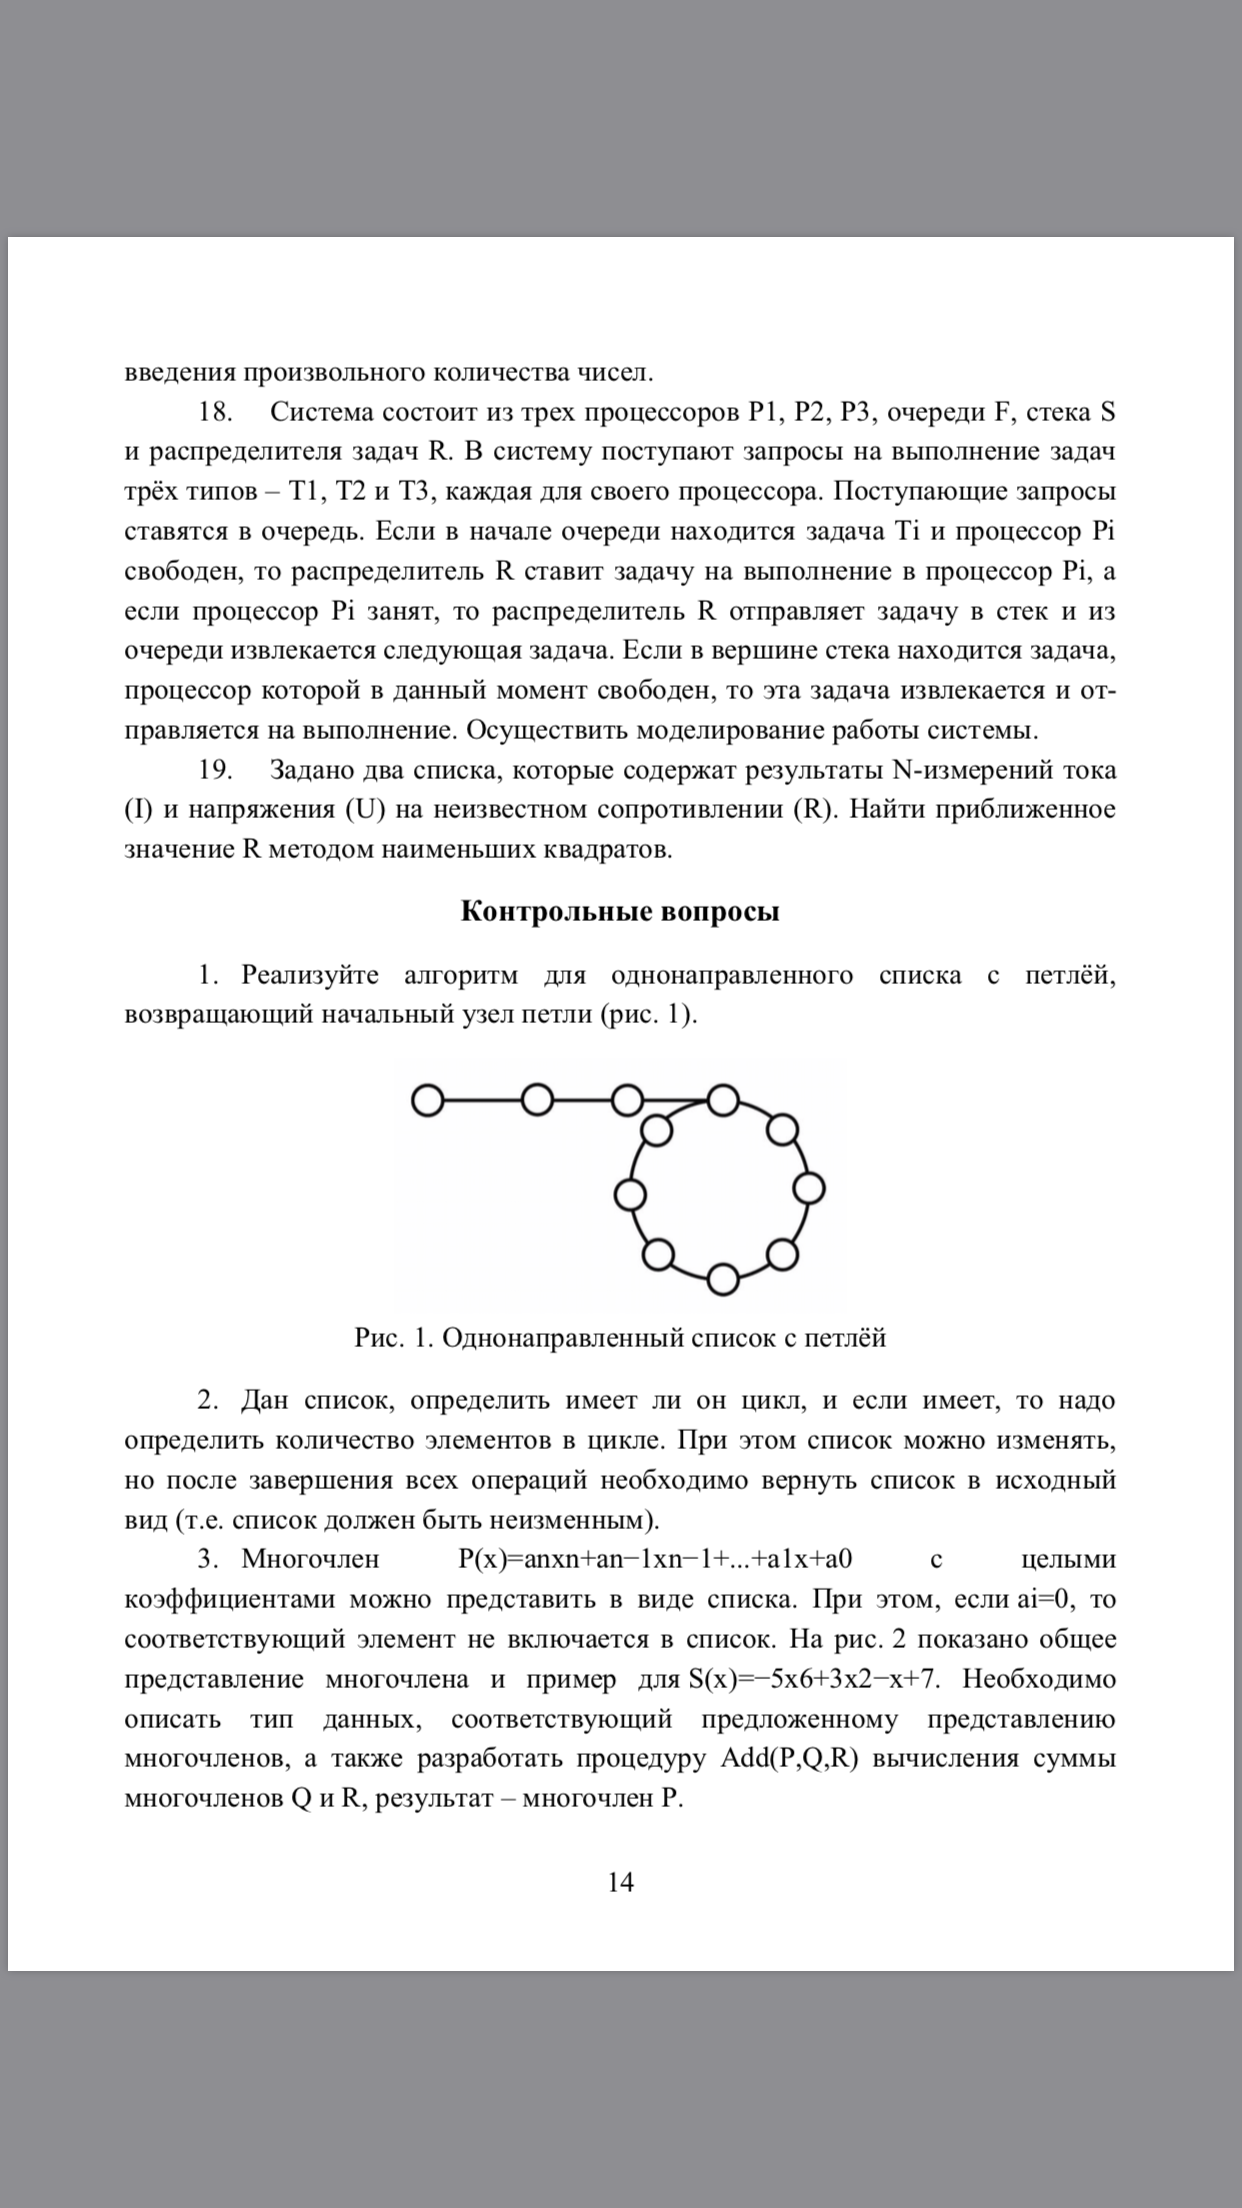 введения произвольного количества чисел.
18. Система состоит из трех процессоров P1, P2, P3, очереди F, стека S
и распределителя задач R. В систему поступают запросы на выполнение задач
трёх типов – T1, T2 и T3, каждая для своего процессора. Поступающие запросы
ставятся в очередь. Если в начале очереди находится задача Ti и процессор Pi
свободен, то распределитель R ставит задачу на выполнение в процессор Pi, а
если процессор Pi занят, то распределитель R отправляет задачу в стек и из
очереди извлекается следующая задача. Если в вершине стека находится задача,
процессор которой в данный момент свободен, то эта задача извлекается и от-
правляется на выполнение. Осуществить моделирование работы системы.
19. Задано два списка, которые содержат результаты N-измерений тока
(I) и напряжения (U) на неизвестном сопротивлении (R). Найти приближенное
значение R методом наименьших квадратов.
Контрольные вопросы
1. Реализуйте алгоритм для однонаправленного списка с петлёй,
возвращающий начальный узел петли (рис. 1).
Рис. 1. Однонаправленный список с петлёй
2. Дан список, определить имеет ли он цикл, и если имеет, то надо
определить количество элементов в цикле. При этом список можно изменять,
но после завершения всех операций необходимо вернуть список в исходный
вид (т.е. список должен быть неизменным).
3. Многочлен P(x)=anxn+an−1xn−1+...+a1x+a0 с целыми
коэффициентами можно представить в виде списка. При этом, если ai=0, то
соответствующий элемент не включается в список. На рис. 2 показано общее
представление многочлена и пример для S(x)=−5x6+3x2−x+7. Необходимо
описать тип данных, соответствующий предложенному представлению
многочленов, а также разработать процедуру Add(P,Q,R) вычисления суммы
многочленов Q и R, результат – многочлен P.
14